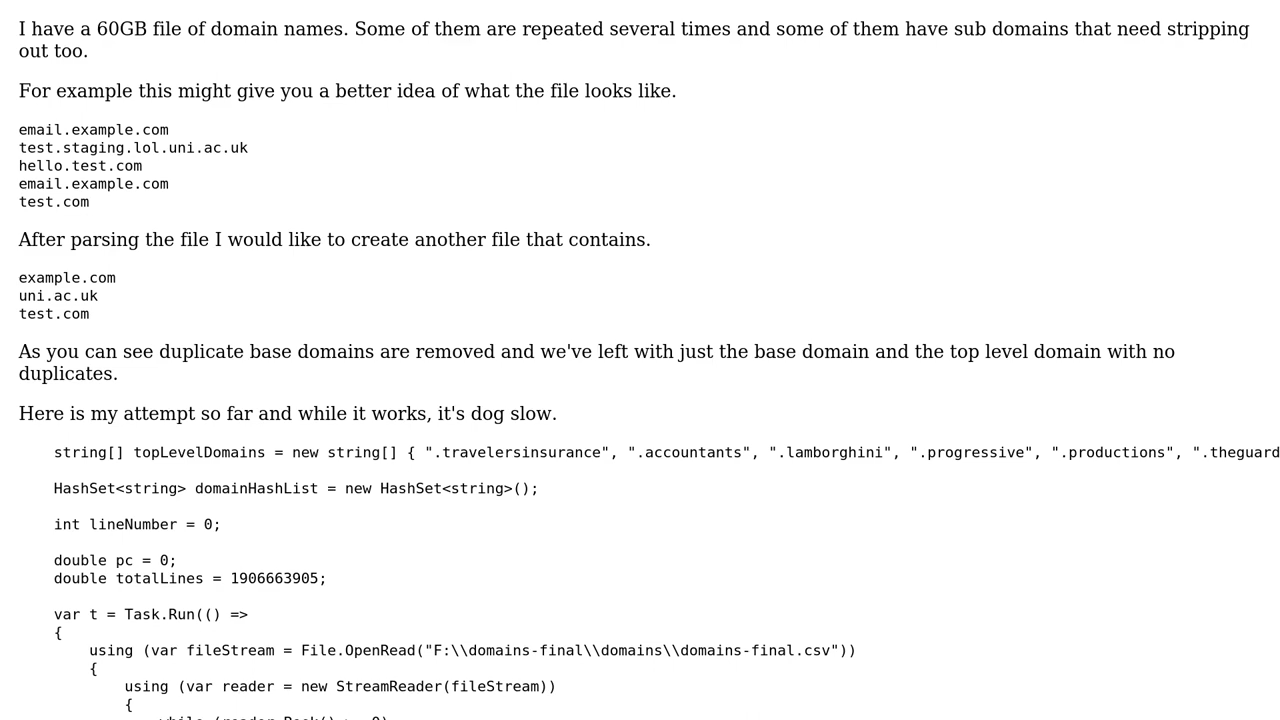 I have a 60GB file of domain names. Some of them are repeated several times and some of them have sub domains that need stripping
out too.
For example this might give you a better idea of what the file looks like.
email.example.com
test.staging.lol.uni.ac.uk
hello.test.com
email.example.com
test.com
After parsing the file I would like to create another file that contains.
example.com
uni.ac.uk
test.com
As you can see duplicate base domains are removed and we've left with just the base domain and the top level domain with no
duplicates.
Here is my attempt so far and while it works, it's dog slow.
string[] topLevelDomains = new string[] { ".travelersinsurance", ".accountants", ".lamborghini", ".progressive", ".productions", ".theguard
HashSet<string> domainHashList = new HashSet<string>();
int lineNumber = 0;
double pc = 0;
double totalLines = 1906663905;
var t = Task.Run(() =>
{
using (var fileStream = File.OpenRead("F:\\domains-final\\domains\\domains-final.csv"))
{
using (var reader = new StreamReader(fileStream))
{